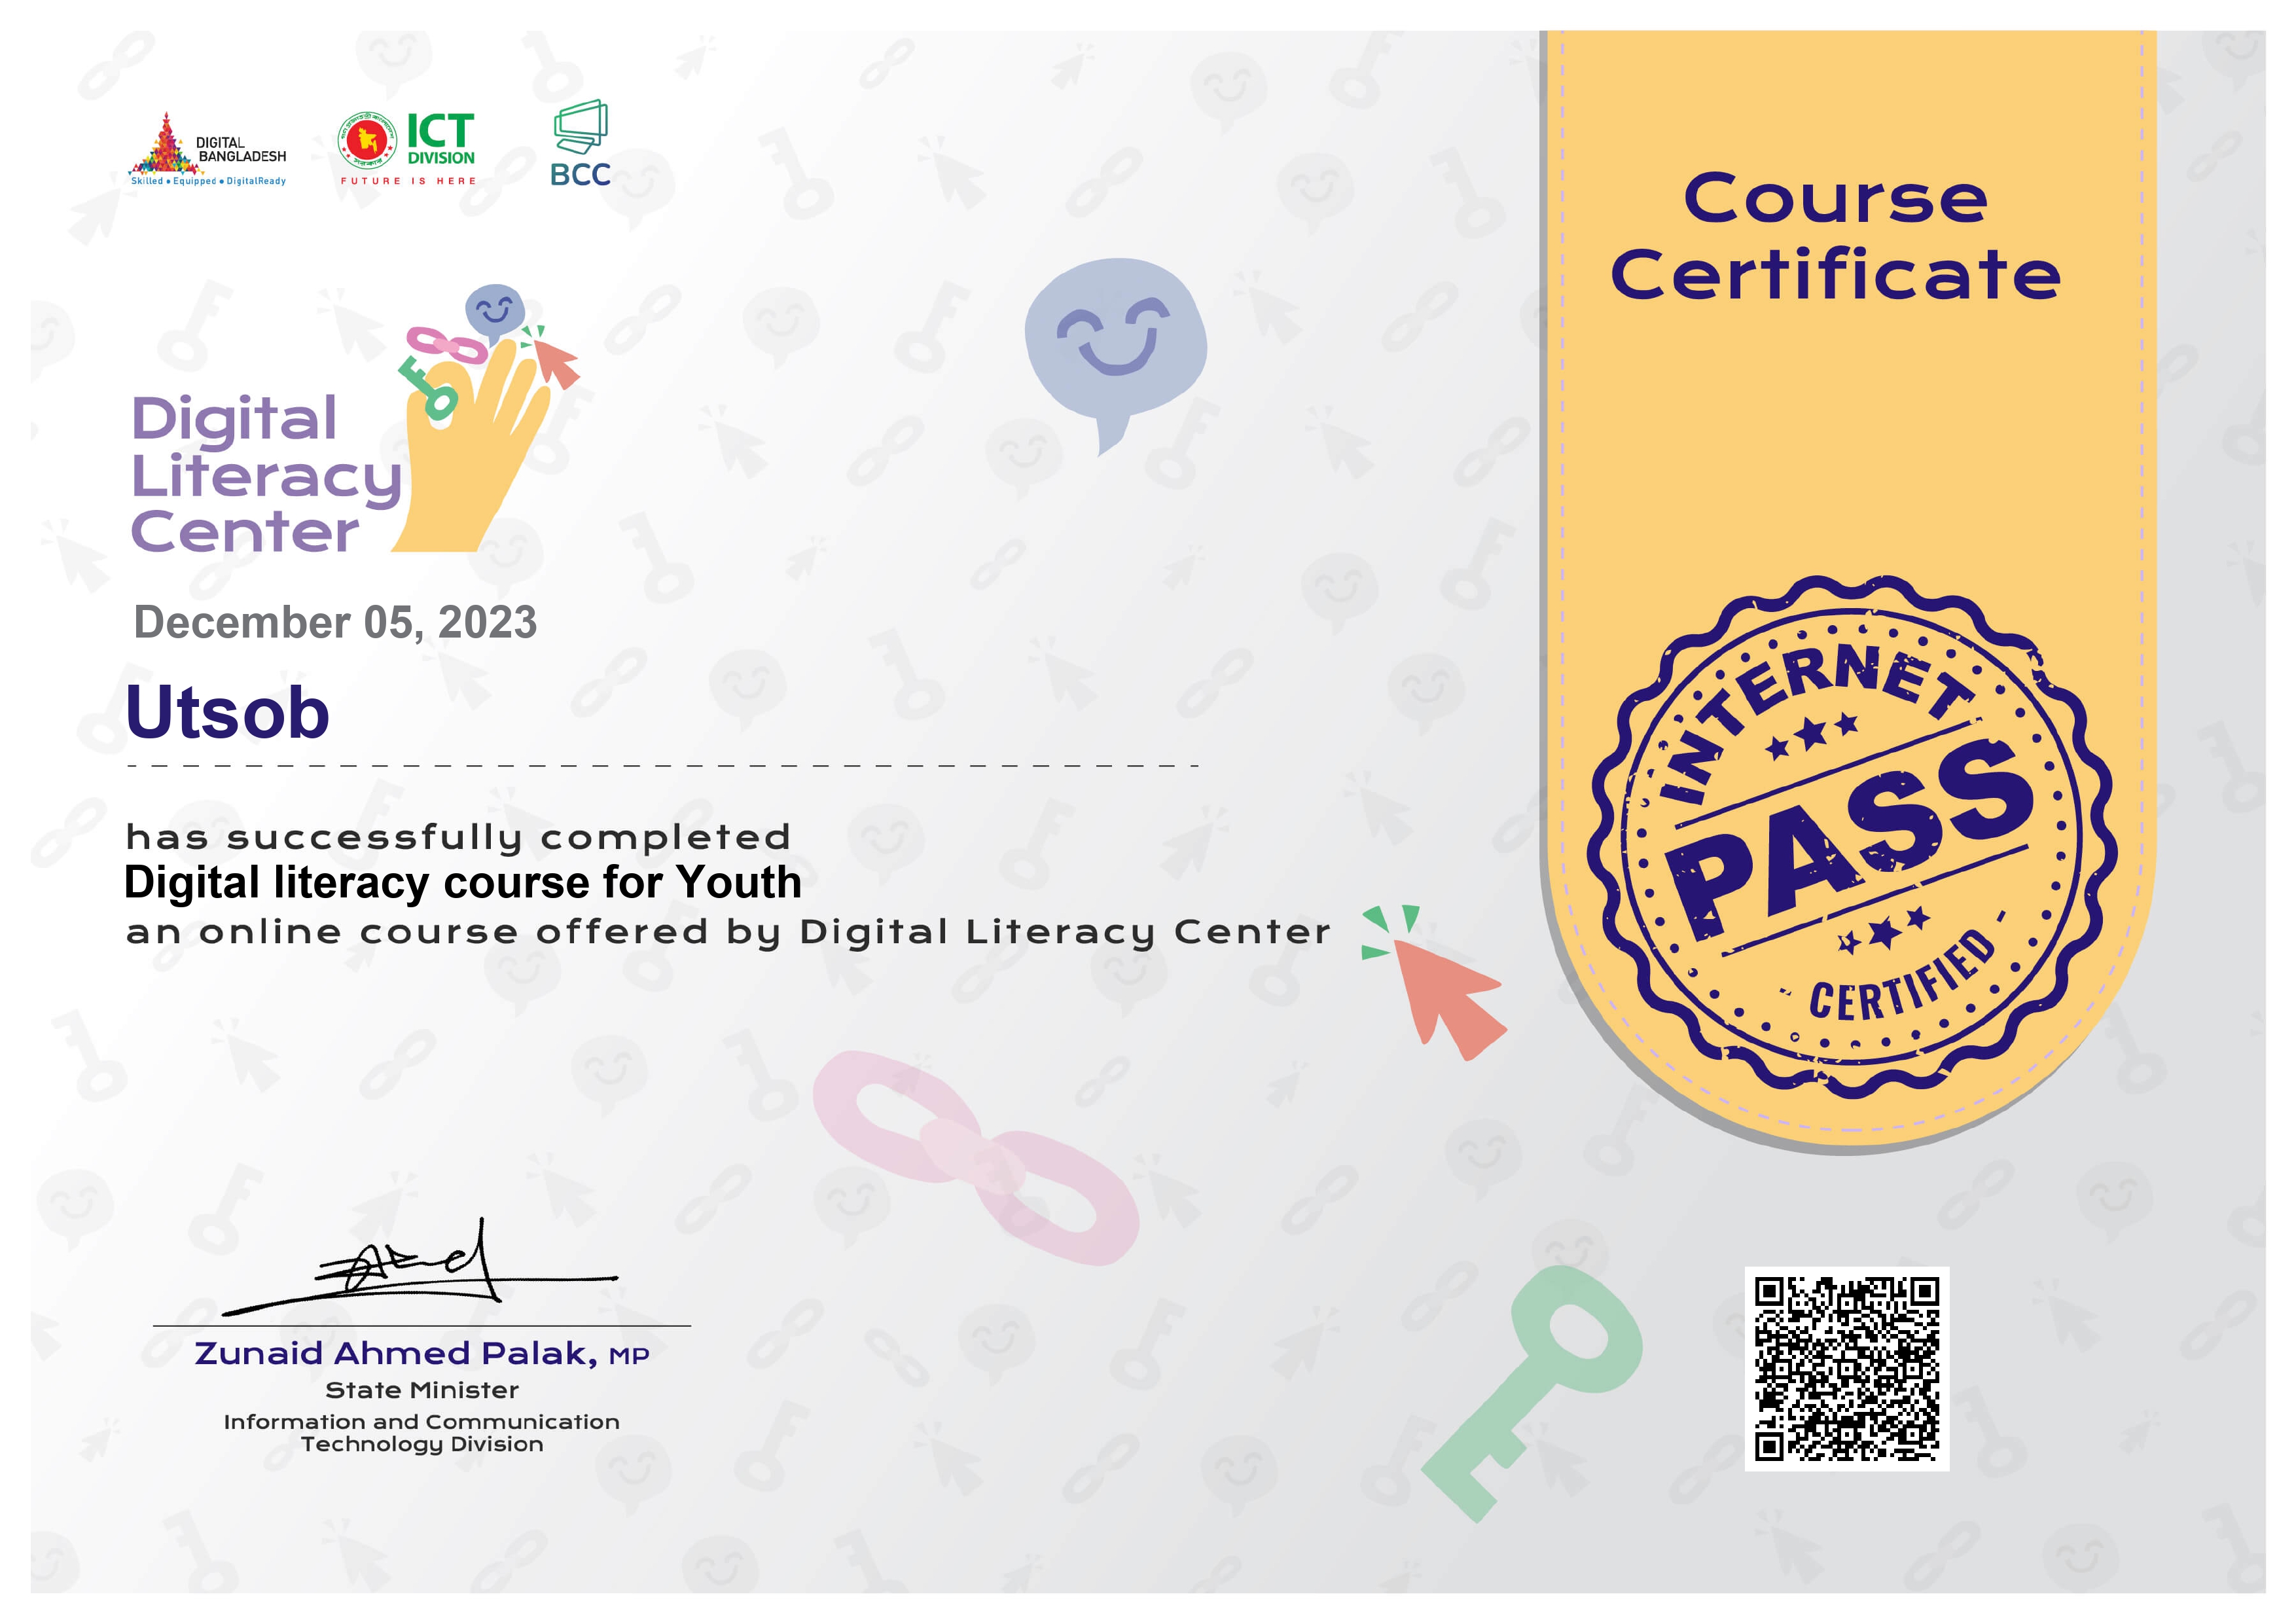 DIGITAL
BANGLADESH
Skilled • Equipped • DigitalReady
ICT
DIVISION
FUTURE IS HERE
BCC
Course
Certificate
Digital
Literacy
Center
December 05, 2023
Utsob
has successfully completed
Digital literacy course for Youth
an online course offered by Digital Literacy Center
INTERNET
PASS
- CERTIFIED -
Zunaid Ahmed Palak, MP
State Minister
Information and Communication
Technology Division